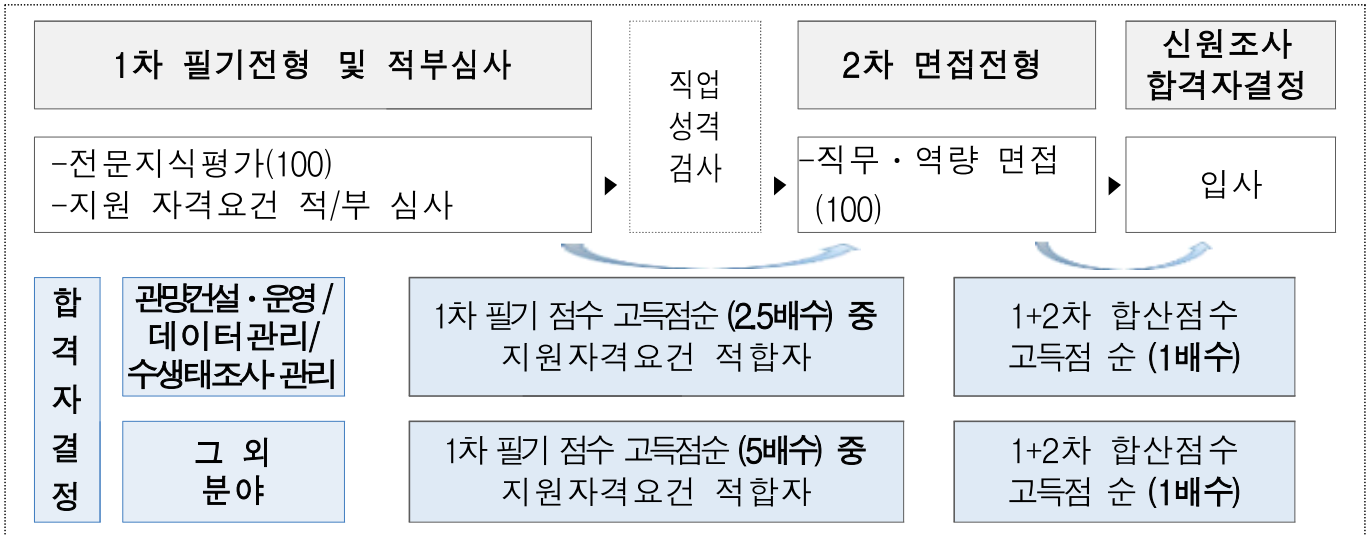 1차 필기전형 및 적부심사
직업
성격
검사
2차 면접전형
신원조사
합격자결정
-전문지식평가(100)
-지원 자격요건 적/부 심사
-직무·역량 면접
(100)
입사
합
격
자
결
정
관망건설·운영 /
데이터관리/
수생태조사·관리
1차 필기 점수 고득점순 (2.5배수) 중
지원자격요건 적합자
1+2차 합산점수
고득점 순 (1배수)
그 외
분야
1차 필기 점수 고득점순 (5배수) 중
지원자격요건 적합자
1+2차 합산점수
고득점 순 (1배수)